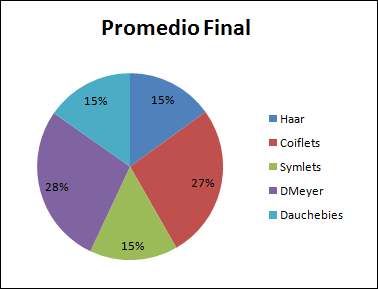 Promedio Final
15%
15%
27%
28%
15%
Haar
Coiflets
Symlets
DMeyer
Dauchebies